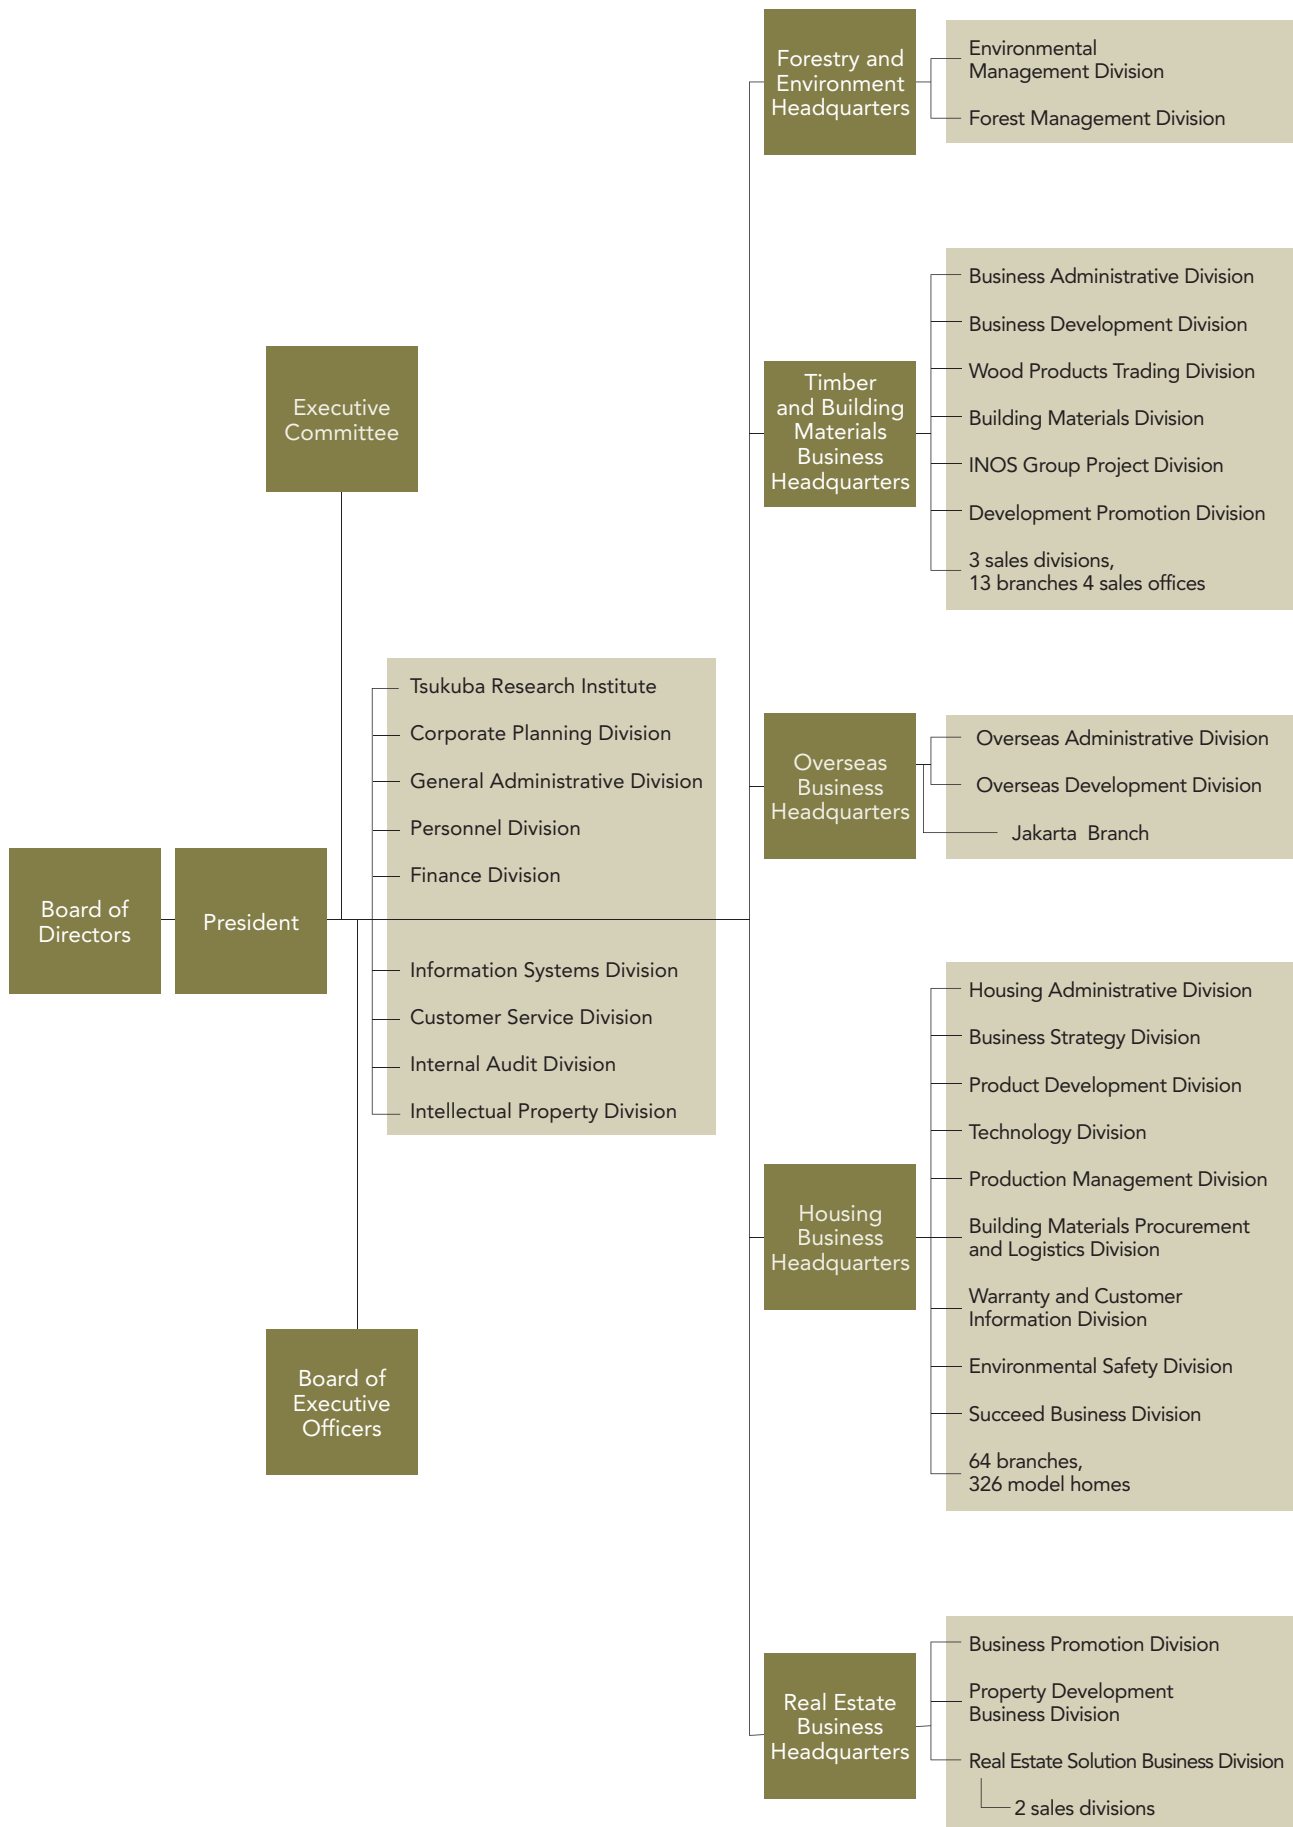 Board of
Directors
President
Executive
Committee
Board of
Executive
Officers
Tsukuba Research Institute
Corporate Planning Division
General Administrative Division
Personnel Division
Finance Division
Information Systems Division
Customer Service Division
Internal Audit Division
Intellectual Property Division
Forestry and
Environment
Headquarters
Environmental
Management Division
Forest Management Division
Timber
and Building
Materials
Business
Headquarters
Business Administrative Division
Business Development Division
Wood Products Trading Division
Building Materials Division
INOS Group Project Division
Development Promotion Division
3 sales divisions,
13 branches 4 sales offices
Overseas
Business
Headquarters
Overseas Administrative Division
Overseas Development Division
Jakarta Branch
Housing
Business
Headquarters
Housing Administrative Division
Business Strategy Division
Product Development Division
Technology Division
Production Management Division
Building Materials Procurement
and Logistics Division
Warranty and Customer
Information Division
Environmental Safety Division
Succeed Business Division
64 branches,
326 model homes
Real Estate
Business
Headquarters
Business Promotion Division
Property Development
Business Division
Real Estate Solution Business Division
2 sales divisions